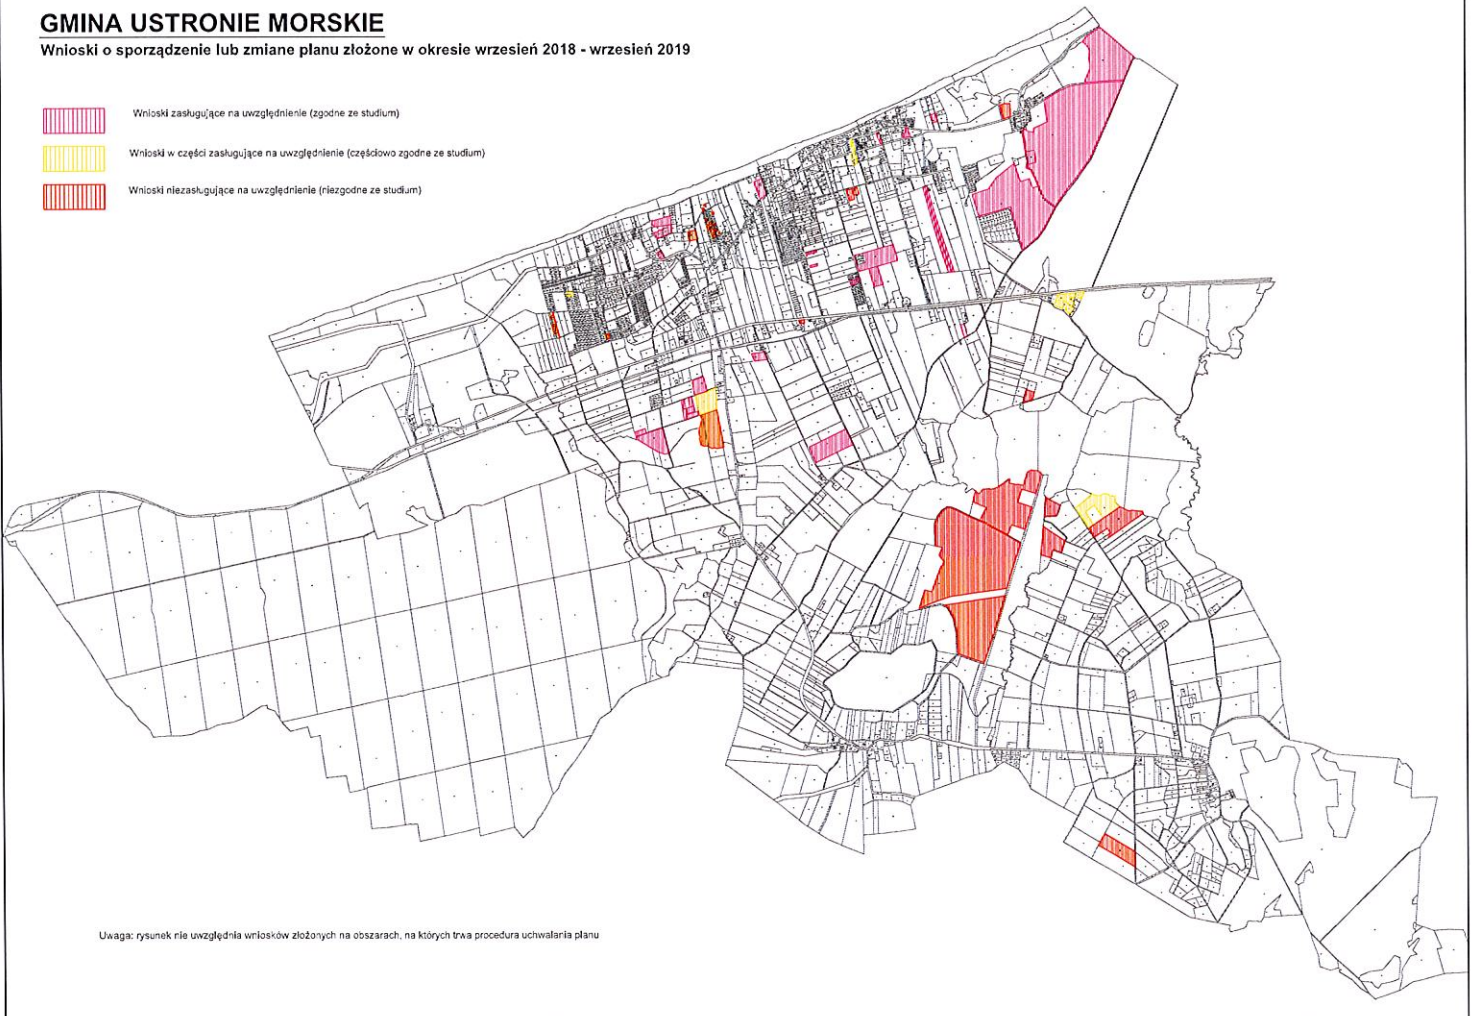 GMINA USTRONIE MORSKIE
Wnioski o sporządzenie lub zmiane planu złożone w okresie wrzesień 2018 - wrzesień 2019
Wnioski zasługujące na uwzględnienie (zgodne ze studium)
Wnioski w części zasługujące na uwzględnienie (częściowo zgodne ze studium)
Wnioski niezasługujące na uwzględnienie (niezgodne ze studium)
Uwaga: rysunek nie uwzględnia wniosków złożonych na obszarach, na których trwa procedura uchwalania planu